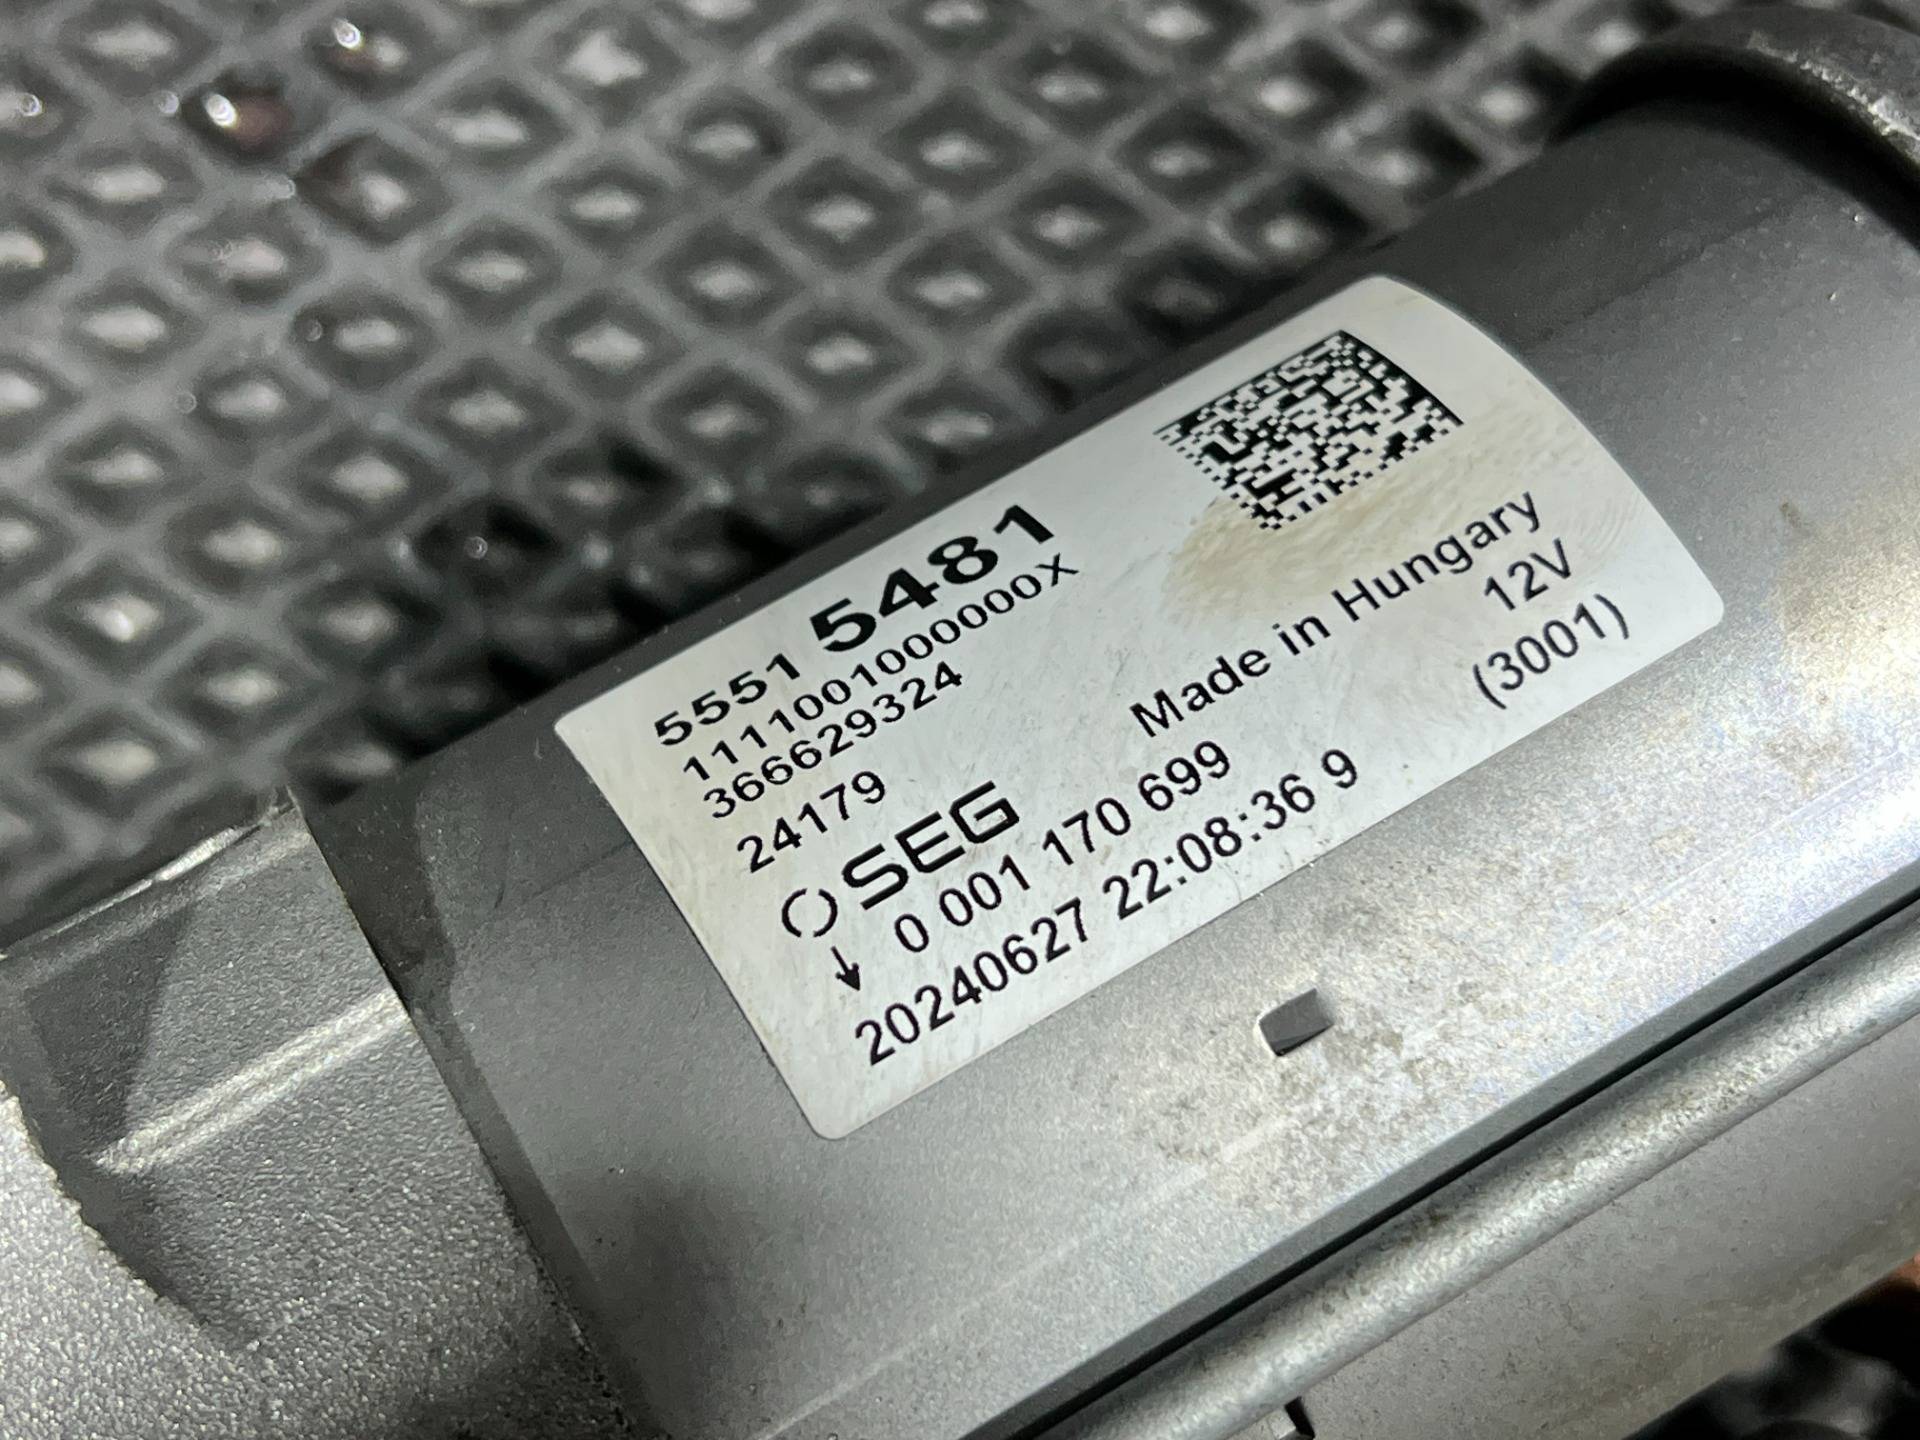 5551 5481
1111001000000X
366629324
24179
SEG
Made in Hungary
0 001 170 699
12V
20240627 22:08:36 9
(3001)